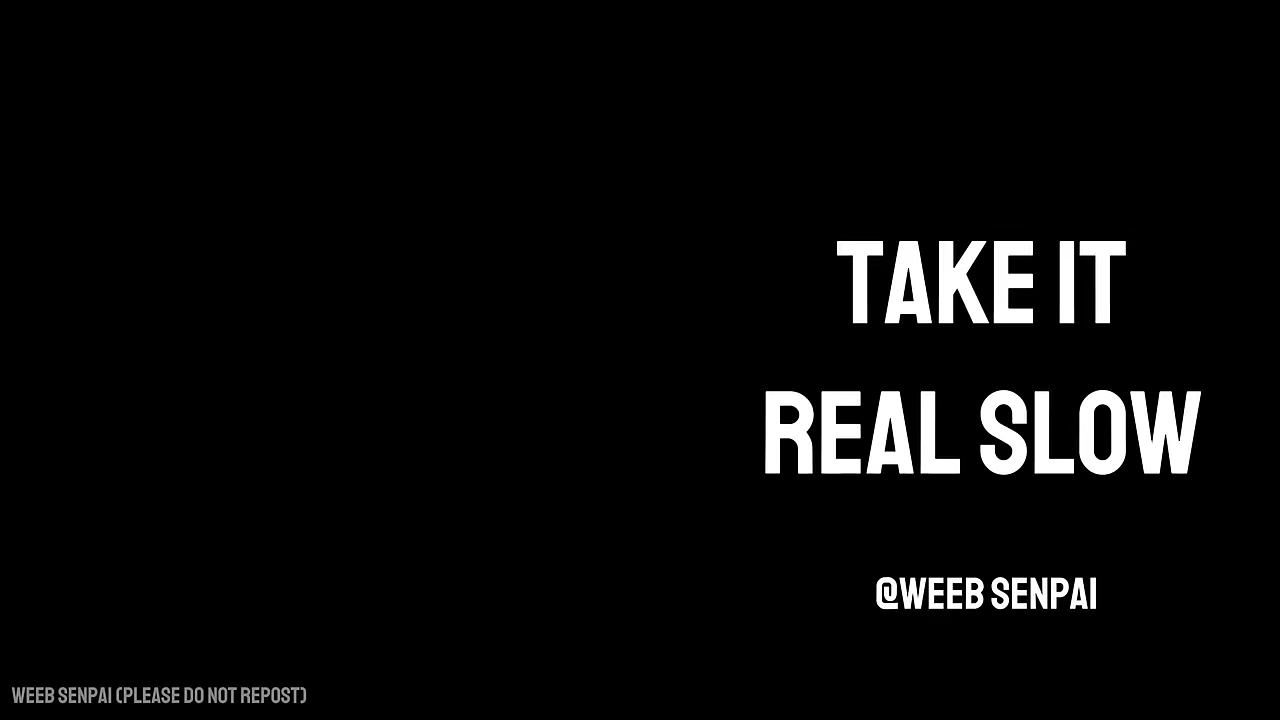 TAKE IT
REAL SLOW
@WEEB SENPAI
WEEB SENPAI (PLEASE DO NOT REPOST)